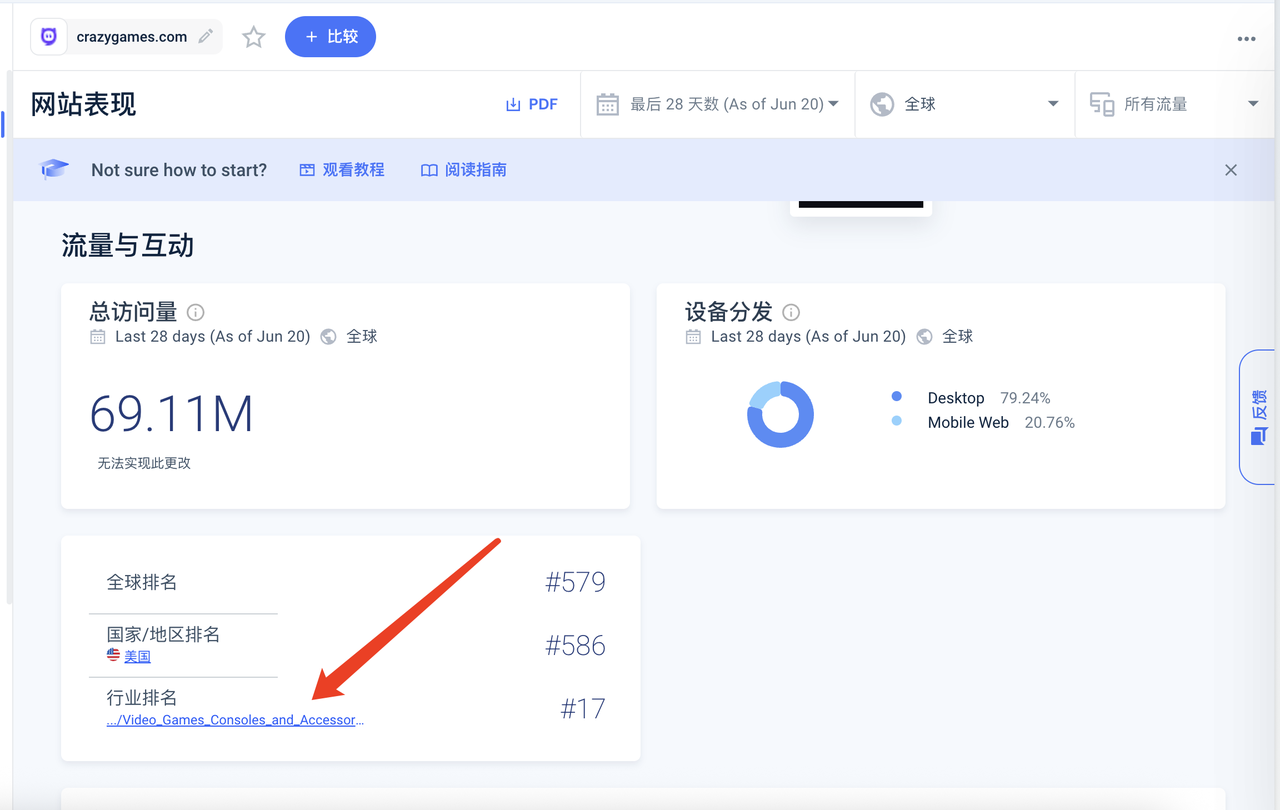 crazygames.com
+ 比较
网站表现
PDF
最后 28 天数 (As of Jun 20)
全球
所有流量
Not sure how to start?
观看教程
阅读指南
流量与互动
总访问量
Last 28 days (As of Jun 20) 全球
69.11M
无法实现此更改
设备分发
Last 28 days (As of Jun 20) 全球
Desktop 79.24%
Mobile Web 20.76%
反馈
全球排名 #579
国家/地区排名 #586
美国
行业排名 #17
.../Video_Games_Consoles_and_Accessor...